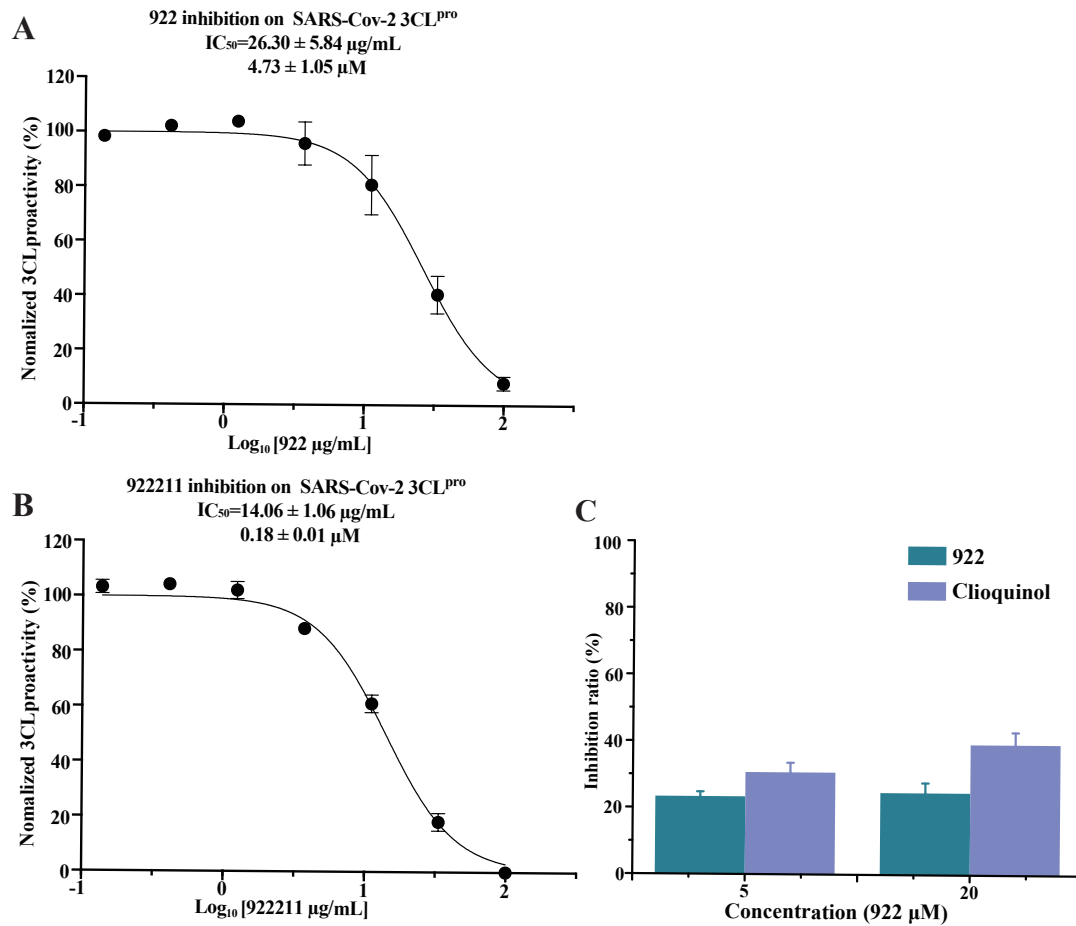 A
922 inhibition on SARS-Cov-2 3CLpro
IC50=26.30 ± 5.84 µg/mL
4.73 ± 1.05 µM
Nomalized 3CLproactivity (%)
120
100
80
60
40
20
0
-1 0 1 2
Log10 [922 µg/mL]
B
922211 inhibition on SARS-Cov-2 3CLpro
IC50=14.06 ± 1.06 µg/mL
0.18 ± 0.01 µM
Nomalized 3CLproactivity (%)
120
100
80
60
40
20
0
-1 0 1 2
Log10 [922211 µg/mL]
C
922
Clioquinol
Inhibition ratio (%)
100
80
60
40
20
0
5 20
Concentration (922 µM)